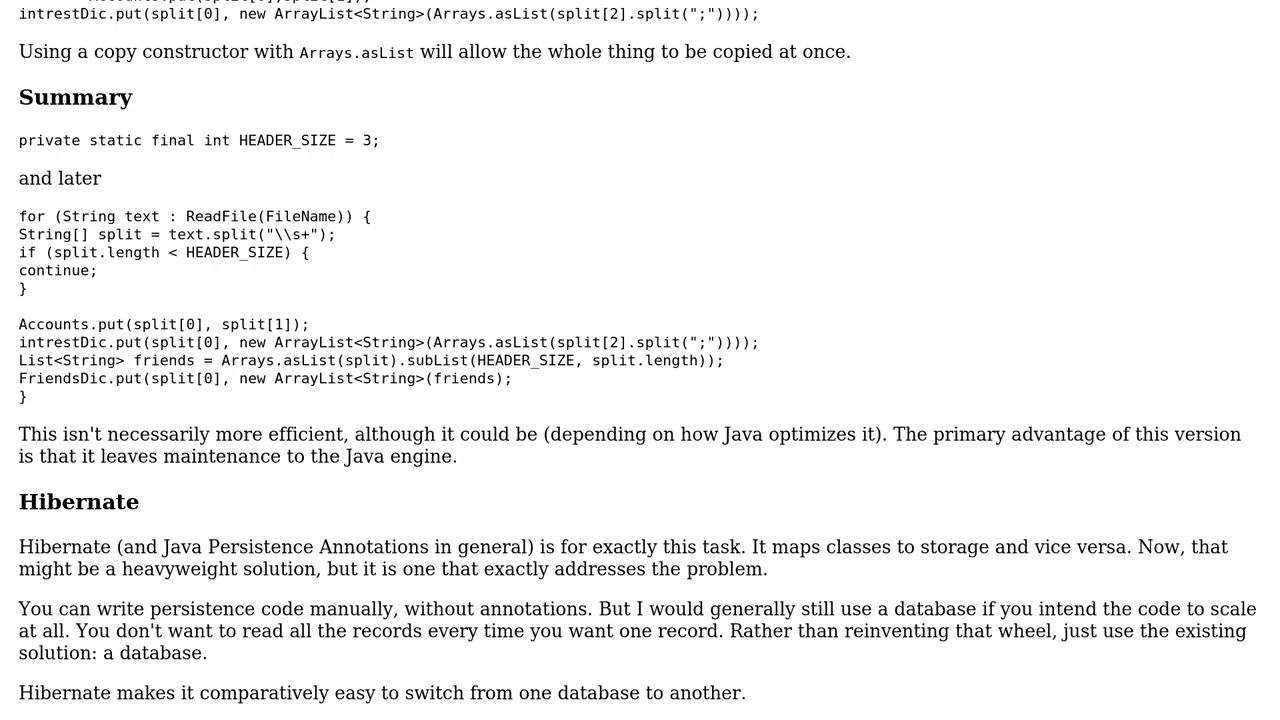 intrestDic.put(split[0], new ArrayList<String>(Arrays.asList(split[2].split(";"))));
Using a copy constructor with Arrays.asList will allow the whole thing to be copied at once.
Summary
private static final int HEADER_SIZE = 3;
and later
for (String text : ReadFile(FileName)) {
String[] split = text.split("\\s+");
if (split.length < HEADER_SIZE) {
continue;
}
Accounts.put(split[0], split[1]);
intrestDic.put(split[0], new ArrayList<String>(Arrays.asList(split[2].split(";"))));
List<String> friends = Arrays.asList(split).subList(HEADER_SIZE, split.length));
FriendsDic.put(split[0], new ArrayList<String>(friends);
}
This isn't necessarily more efficient, although it could be (depending on how Java optimizes it). The primary advantage of this version
is that it leaves maintenance to the Java engine.
Hibernate
Hibernate (and Java Persistence Annotations in general) is for exactly this task. It maps classes to storage and vice versa. Now, that
might be a heavyweight solution, but it is one that exactly addresses the problem.
You can write persistence code manually, without annotations. But I would generally still use a database if you intend the code to scale
at all. You don't want to read all the records every time you want one record. Rather than reinventing that wheel, just use the existing
solution: a database.
Hibernate makes it comparatively easy to switch from one database to another.